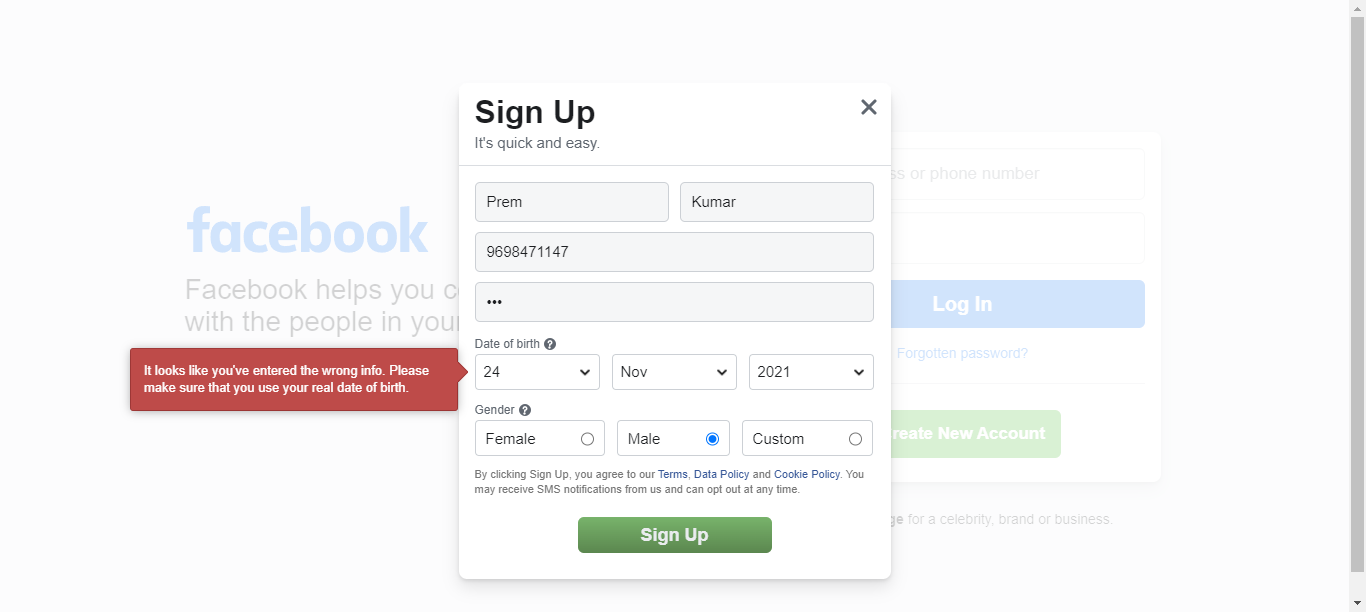 Sign Up
It's quick and easy.
Prem
Kumar
9698471147
•••
Date of birth
24
Nov
2021
Gender
Female
Male
Custom
By clicking Sign Up, you agree to our Terms, Data Policy and Cookie Policy. You
may receive SMS notifications from us and can opt out at any time.
Sign Up
It looks like you've entered the wrong info. Please
make sure that you use your real date of birth.
facebook
Facebook helps you
with the people in your
or phone number
Log In
Forgotten password?
New Account
for a celebrity, brand or business.